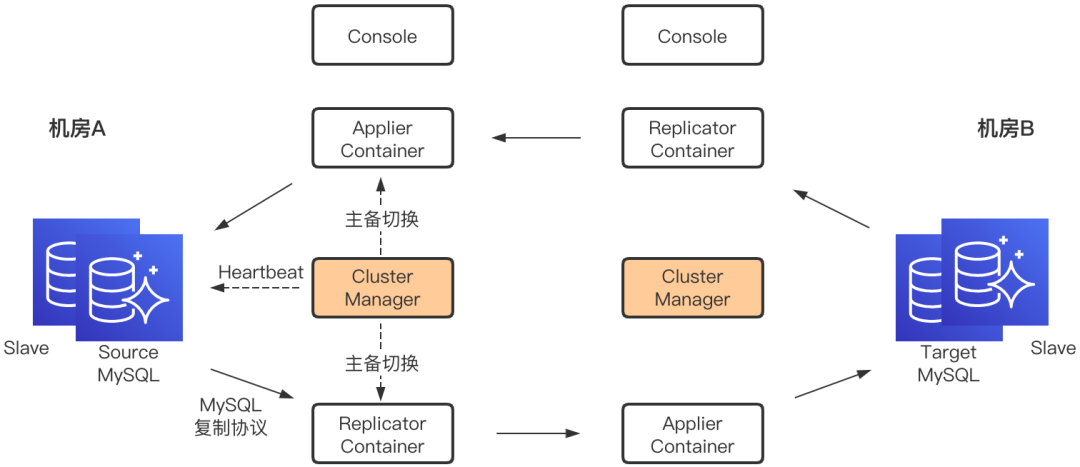 Console
Console
机房A
Applier
Container
Replicator
Container
机房B
主备切换
Heartbeat
Cluster
Manager
Cluster
Manager
Slave
Source
MySQL
Target
MySQL
Slave
主备切换
MySQL
复制协议
Replicator
Container
Applier
Container